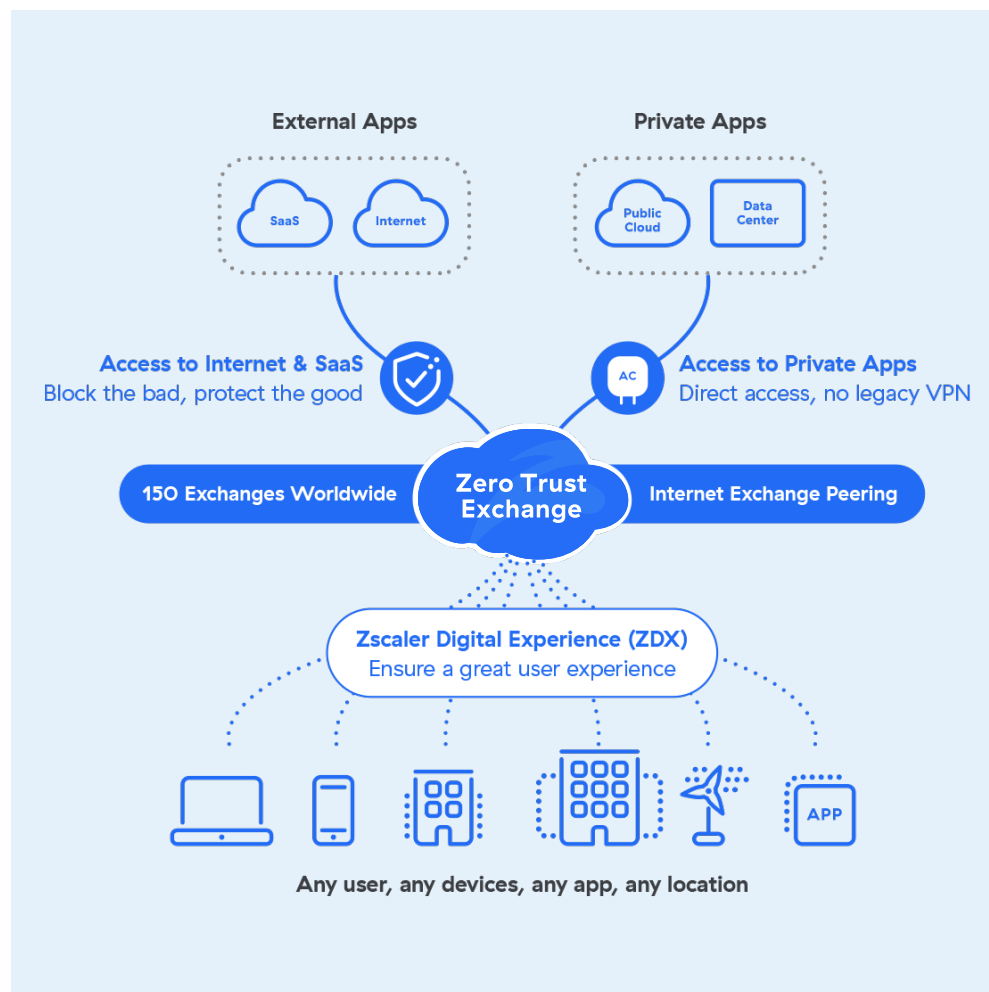 External Apps
Private Apps
SaaS
Internet
Public
Cloud
Data
Center
Access to Internet & SaaS
Block the bad, protect the good
AC
Access to Private Apps
Direct access, no legacy VPN
150 Exchanges Worldwide
Zero Trust
Exchange
Internet Exchange Peering
Zscaler Digital Experience (ZDX)
Ensure a great user experience
APP
Any user, any devices, any app, any location